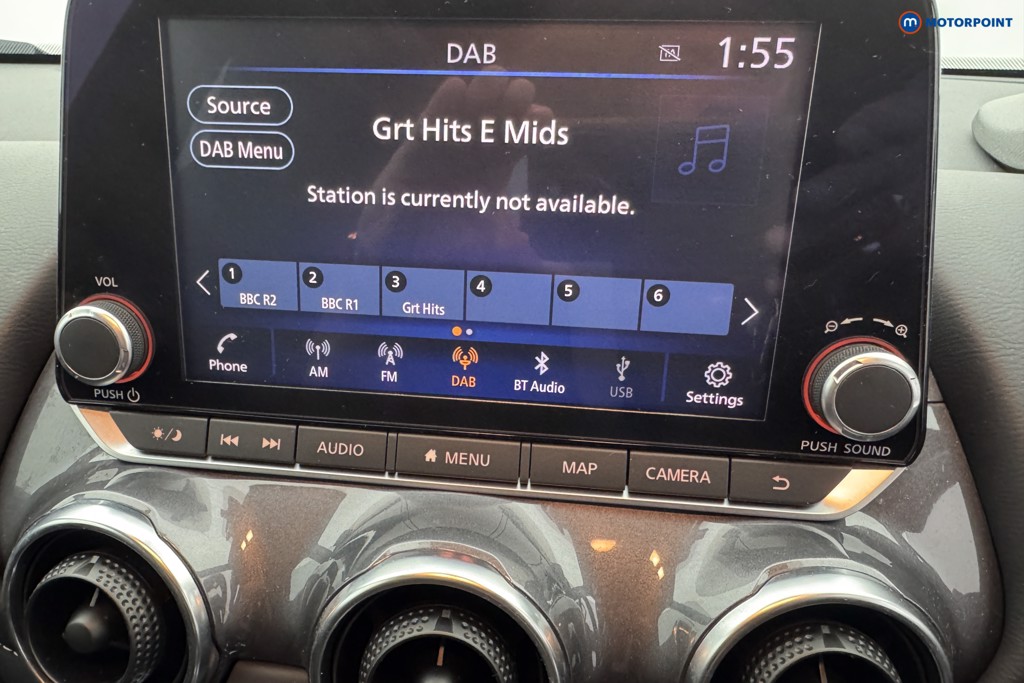 MOTORPOINT
DAB
TA
1:55
Source
DAB Menu
Grt Hits E Mids
Station is currently not available.
1 BBC R2
2 BBC R1
3 Grt Hits
4
5
6
Phone
AM
FM
DAB
BT Audio
USB
Settings
VOL
PUSH
PUSH SOUND
AUDIO
MENU
MAP
CAMERA